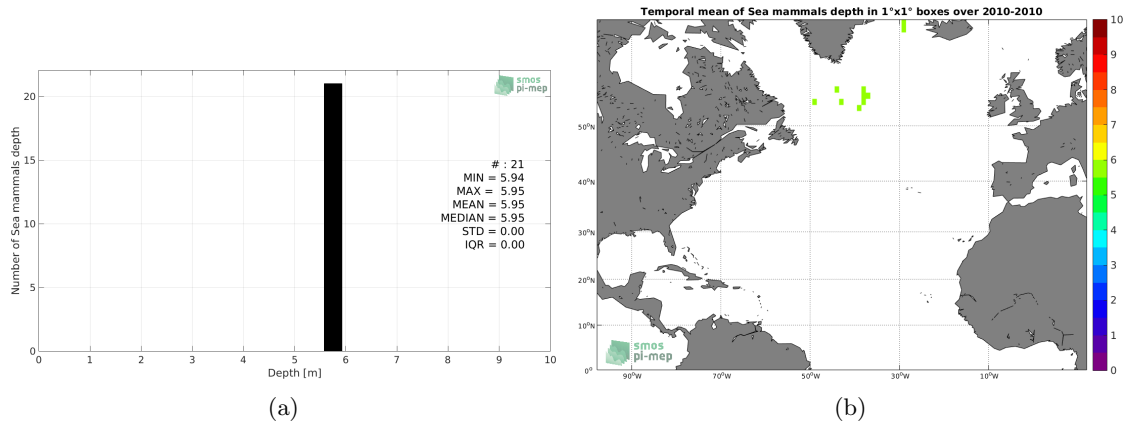 smos
pi-mep
Number of Sea mammals depth
20
15
10
5
0
# : 21
MIN = 5.94
MAX = 5.95
MEAN = 5.95
MEDIAN = 5.95
STD = 0.00
IQR = 0.00
0 1 2 3 4 5 6 7 8 9 10
Depth [m]
(a)
Temporal mean of Sea mammals depth in 1°x1° boxes over 2010-2010
50°N
40°N
30°N
20°N
10°N
0°
90°W 70°W 50°W 30°W 10°W
smos
pi-mep
10
9
8
7
6
5
4
3
2
1
0
(b)